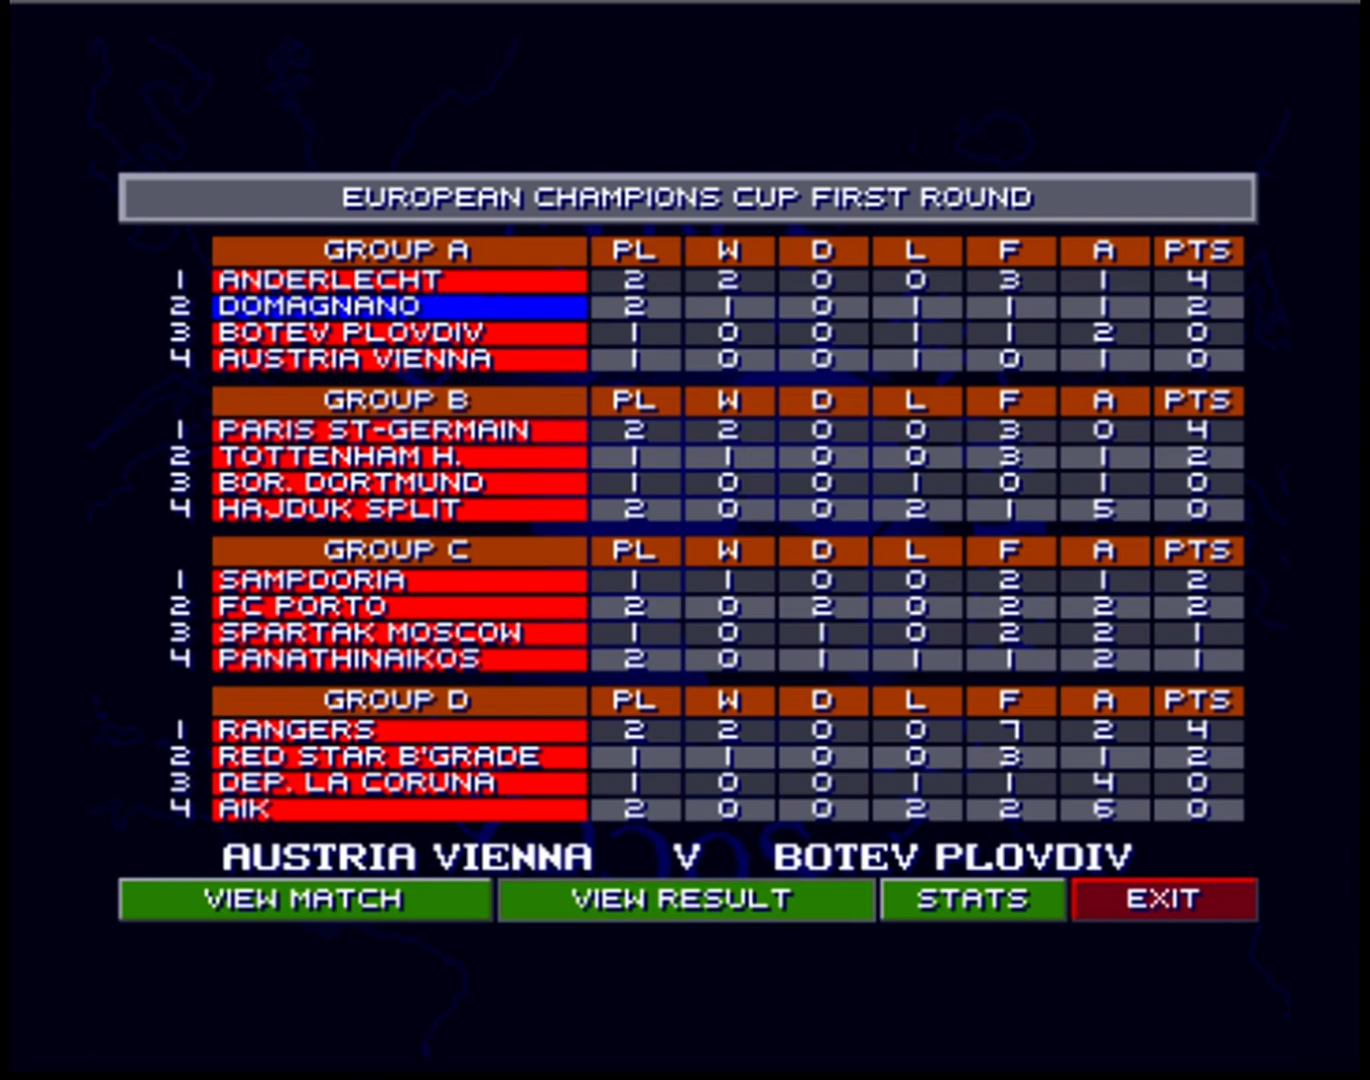 EUROPEAN CHAMPIONS CUP FIRST ROUND
GROUP A PL W D L F A PTS
1 ANDERLECHT 2 2 0 0 3 1 4
2 DOMAGNANO 2 1 0 1 1 1 2
3 BOTEV PLOVDIV 1 0 0 1 1 2 0
4 AUSTRIA VIENNA 1 0 0 1 0 1 0
GROUP B PL W D L F A PTS
1 PARIS ST-GERMAIN 2 2 0 0 3 0 4
2 TOTTENHAM H. 1 1 0 0 3 1 2
3 BOR. DORTMUND 1 0 0 1 0 1 0
4 HAJDUK SPLIT 2 0 0 2 1 5 0
GROUP C PL W D L F A PTS
1 SAMPDORIA 1 1 0 0 2 1 2
2 FC PORTO 2 0 2 0 2 2 2
3 SPARTAK MOSCOW 1 0 1 0 2 2 1
4 PANATHINAIKOS 2 0 1 1 1 2 1
GROUP D PL W D L F A PTS
1 RANGERS 2 2 0 0 7 2 4
2 RED STAR B'GRADE 1 1 0 0 3 1 2
3 DEP. LA CORUNA 1 0 0 1 1 4 0
4 AIK 2 0 0 2 2 6 0
AUSTRIA VIENNA V BOTEV PLOVDIV
VIEW MATCH VIEW RESULT STATS EXIT